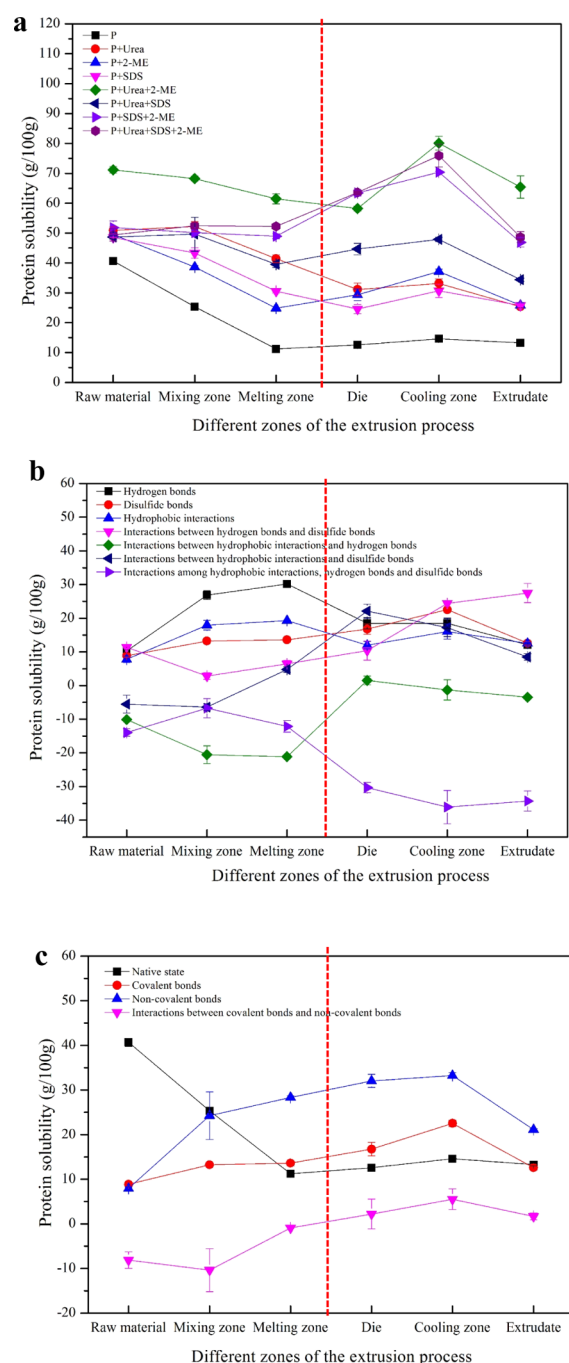 a
120
110
100
90
80
70
60
50
40
30
20
10
0
Protein solubility (g/100g)
P
P+Urea
P+2-ME
P+SDS
P+Urea+2-ME
P+Urea+SDS
P+SDS+2-ME
P+Urea+SDS+2-ME
Raw material Mixing zone Melting zone Die Cooling zone Extrudate
Different zones of the extrusion process
b
60
50
40
30
20
10
0
-10
-20
-30
-40
Protein solubility (g/100g)
Hydrogen bonds
Disulfide bonds
Hydrophobic interactions
Interactions between hydrogen bonds and disulfide bonds
Interactions between hydrophobic interactions and hydrogen bonds
Interactions between hydrophobic interactions and disulfide bonds
Interactions among hydrophobic interactions, hydrogen bonds and disulfide bonds
Raw material Mixing zone Melting zone Die Cooling zone Extrudate
Different zones of the extrusion process
c
60
50
40
30
20
10
0
-10
-20
Protein solubility (g/100g)
Native state
Covalent bonds
Non-covalent bonds
Interactions between covalent bonds and non-covalent bonds
Raw material Mixing zone Melting zone Die Cooling zone Extrudate
Different zones of the extrusion process